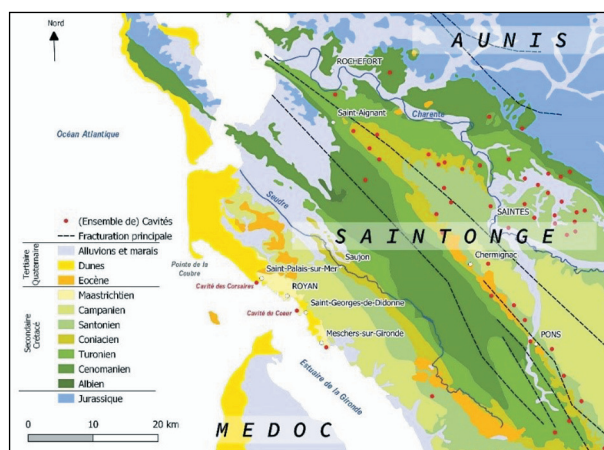 Nord
AUNIS
ROCHEFORT
Saint-Aignant
Charente
Océan Atlantique
Seudre
SAINTES
SAINTONGE
(Ensemble de) Cavités
Fracturation principale
Alluvions et marais
Dunes
Eocène
Maastrichtien
Campanien
Santonien
Coniacien
Turonien
Cenomanien
Albien
Jurassique
Tertiaire
Quaternaire
Secondaire
Crétacé
Pointe de la
Coubre
Saujon
Chermignac
Saint-Palais-sur-Mer
Cavité des Corsaires
ROYAN
Saint-Georges-de-Didonne
Cavité du Coeur
Meschers-sur-Gironde
PONS
Estuaire de la Gironde
MEDOC
0 10 20 km